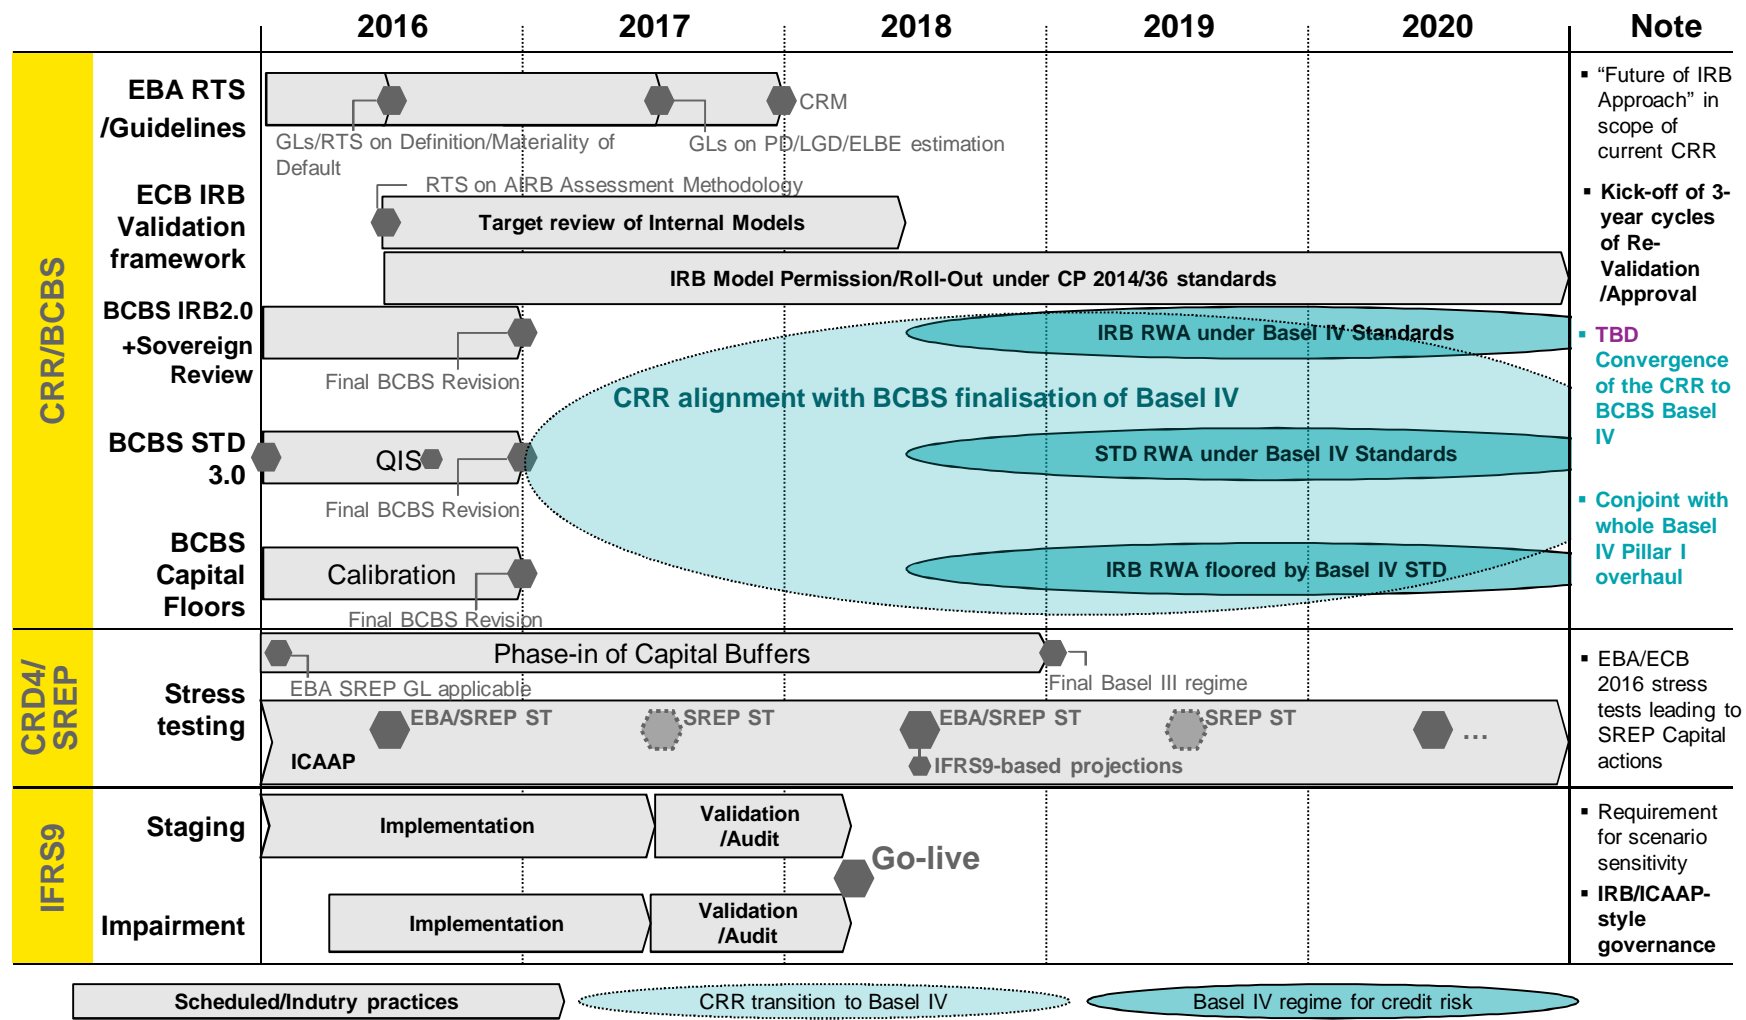 2016
2017
2018
2019
2020
Note
CRR/BCBS
EBA RTS
/Guidelines
CRM
GLs/RTS on Definition/Materiality of
Default
GLs on PD/LGD/ELBE estimation
▪ “Future of IRB
Approach” in
scope of
current CRR
ECB IRB
Validation
framework
RTS on AIRB Assessment Methodology
Target review of Internal Models
IRB Model Permission/Roll-Out under CP 2014/36 standards
▪ Kick-off of 3-
year cycles
of Re-
Validation
/Approval
BCBS IRB2.0
+Sovereign
Review
Final BCBS Revision
IRB RWA under Basel IV Standards
CRR alignment with BCBS finalisation of Basel IV
▪ TBD
Convergence
of the CRR to
BCBS Basel
IV
BCBS STD
3.0
QIS
Final BCBS Revision
STD RWA under Basel IV Standards
▪ Conjoint with
whole Basel
IV Pillar I
overhaul
BCBS
Capital
Floors
Calibration
Final BCBS Revision
IRB RWA floored by Basel IV STD
CRD4/
SREP
Stress
testing
Phase-in of Capital Buffers
EBA SREP GL applicable
Final Basel III regime
EBA/SREP ST
SREP ST
EBA/SREP ST
SREP ST
...
ICAAP
IFRS9-based projections
▪ EBA/ECB
2016 stress
tests leading to
SREP Capital
actions
IFRS9
Staging
Implementation
Validation
/Audit
Go-live
Impairment
Implementation
Validation
/Audit
▪ Requirement
for scenario
sensitivity
▪ IRB/ICAAP-
style
governance
Scheduled/Indutry practices
CRR transition to Basel IV
Basel IV regime for credit risk